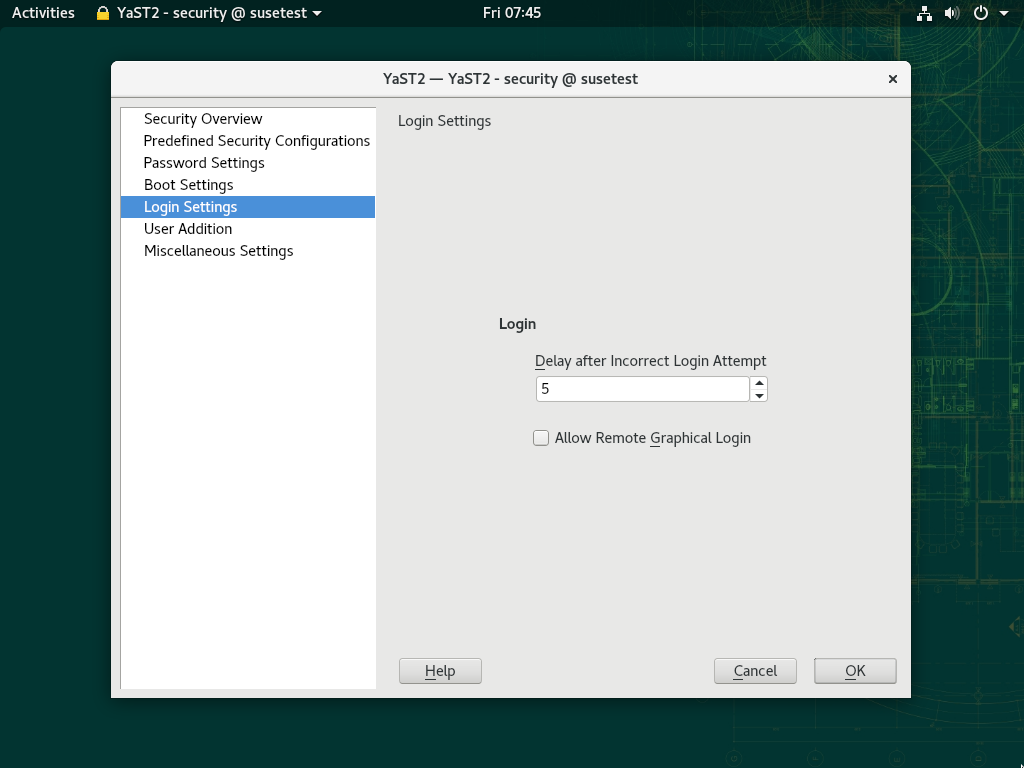 Activities
YaST2 - security @ susetest
Fri 07:45
YaST2 — YaST2 - security @ susetest
Security Overview
Predefined Security Configurations
Password Settings
Boot Settings
Login Settings
User Addition
Miscellaneous Settings
Login Settings
Login
Delay after Incorrect Login Attempt
5
Allow Remote Graphical Login
Help
Cancel
OK